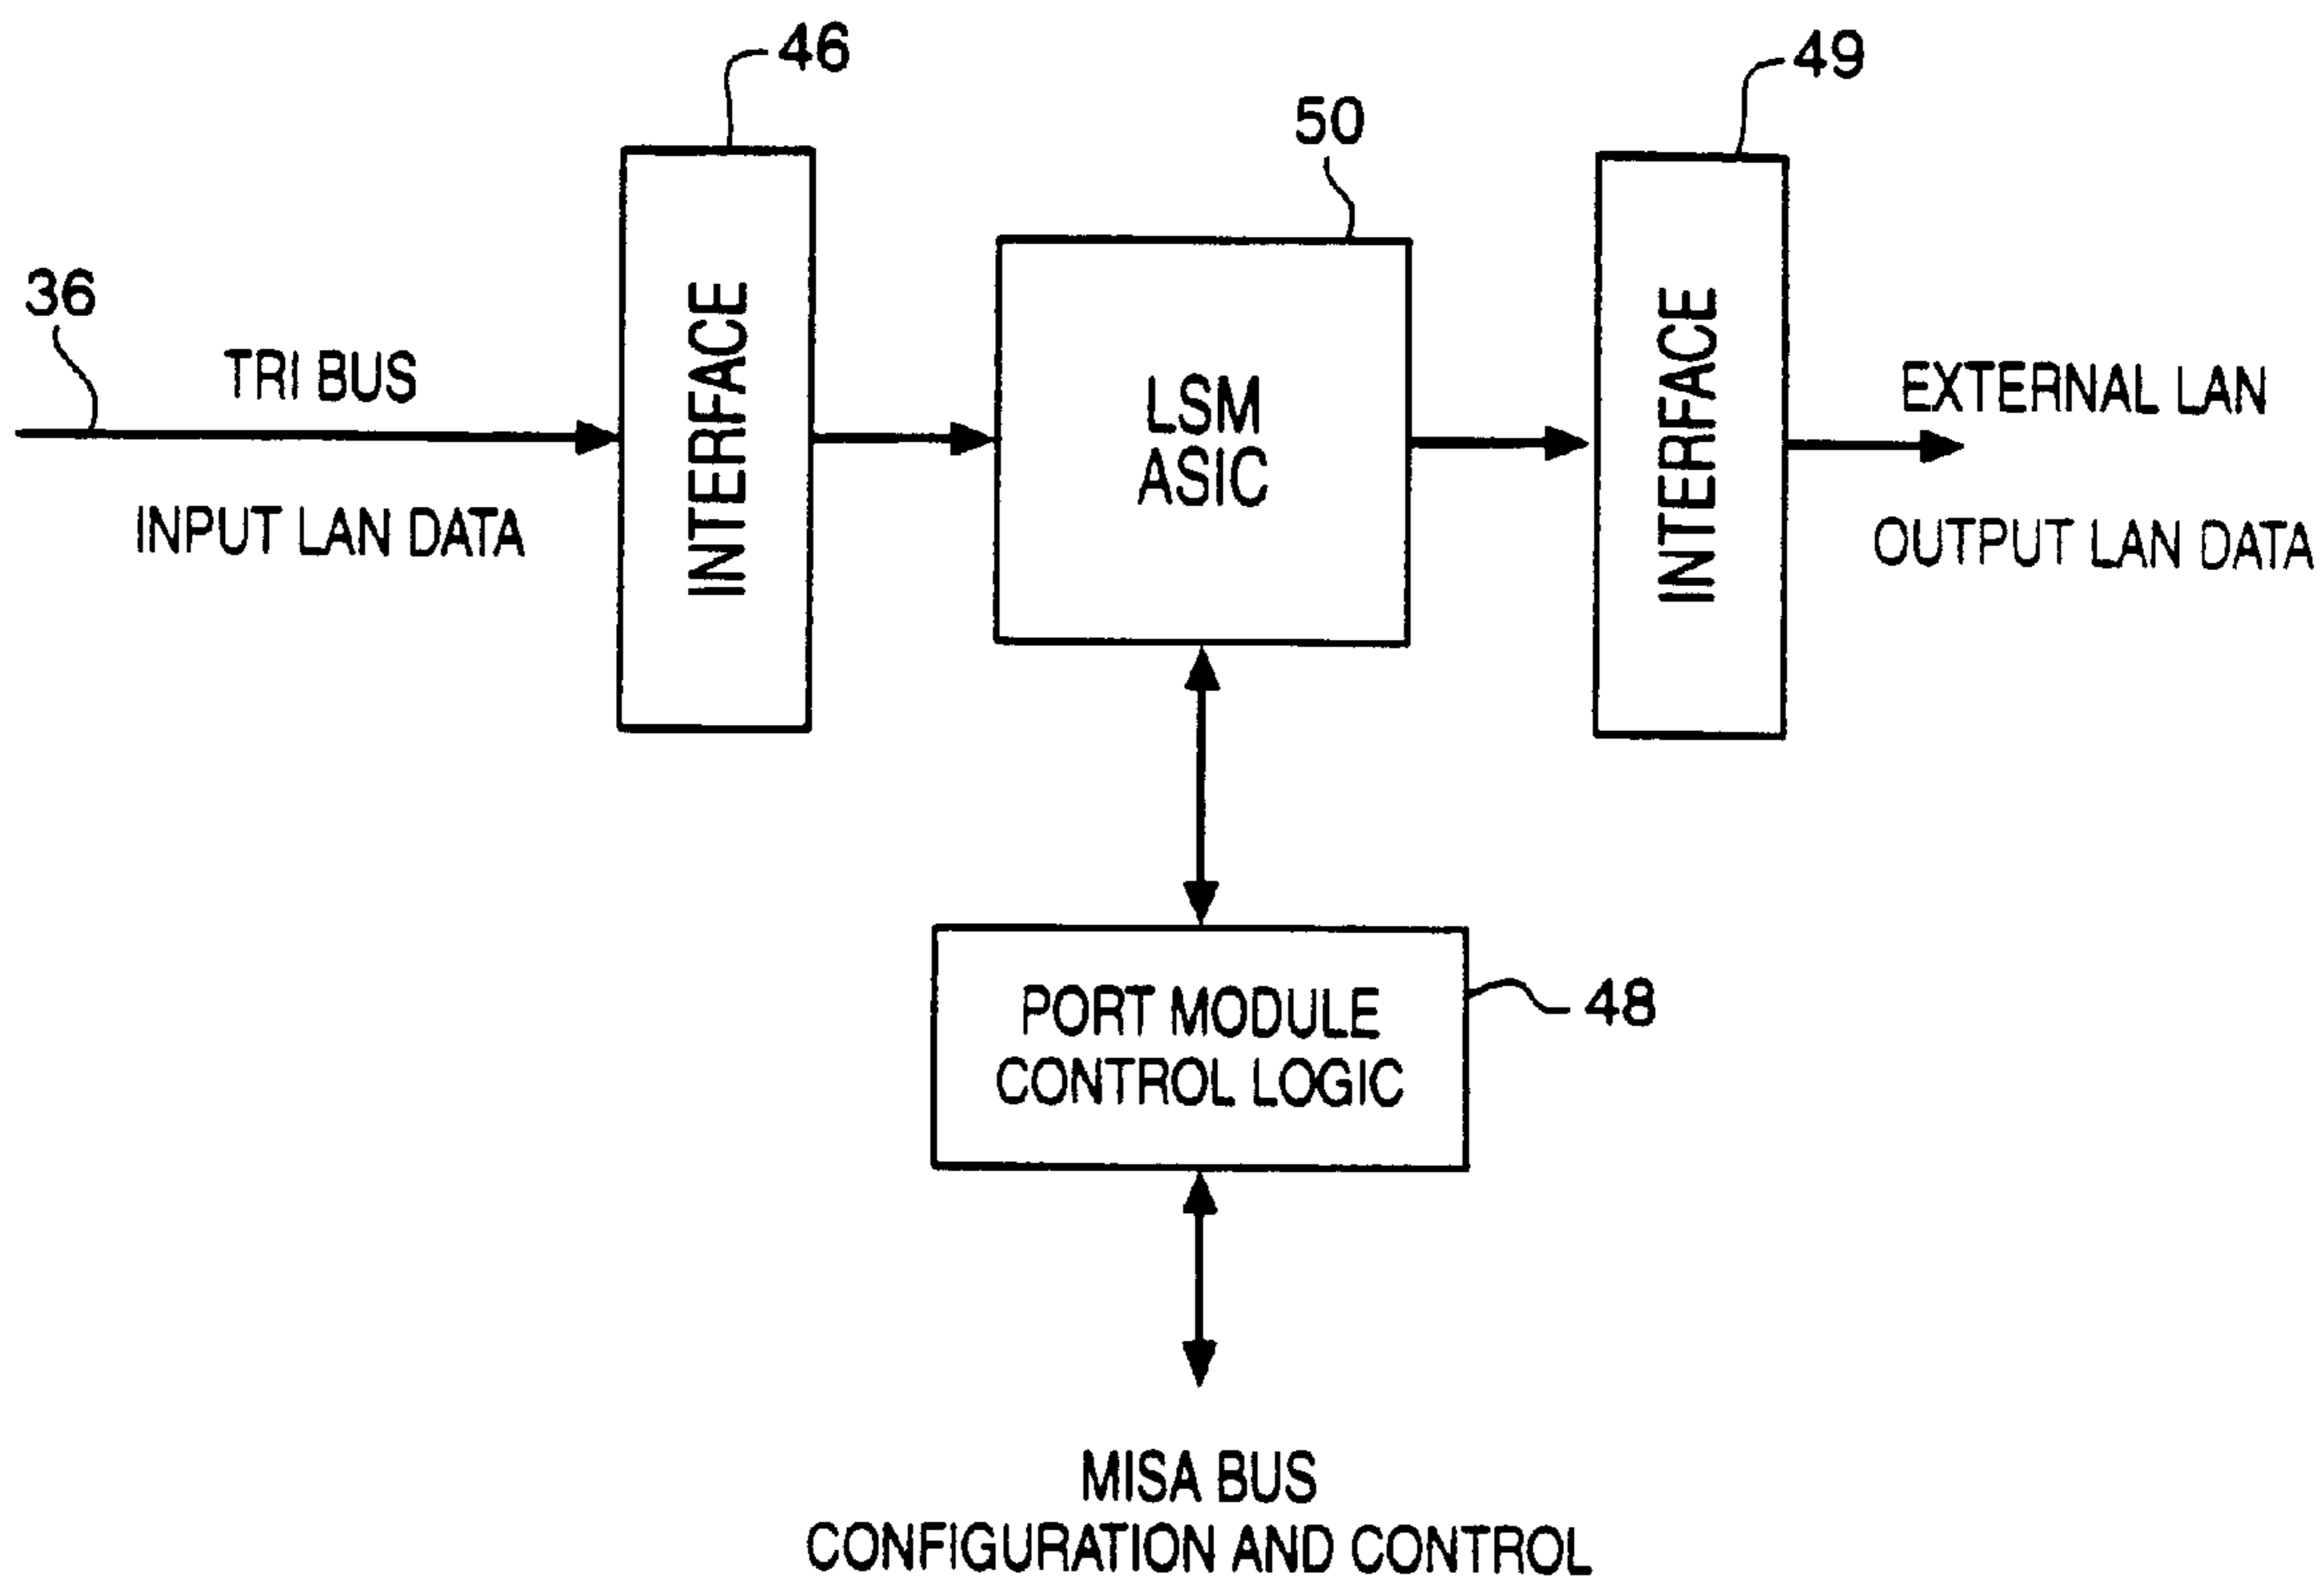 46
49
50
36
TRI BUS
INPUT LAN DATA
INTERFACE
LSM
ASIC
INTERFACE
EXTERNAL LAN
OUTPUT LAN DATA
PORT MODULE
CONTROL LOGIC
48
MISA BUS
CONFIGURATION AND CONTROL